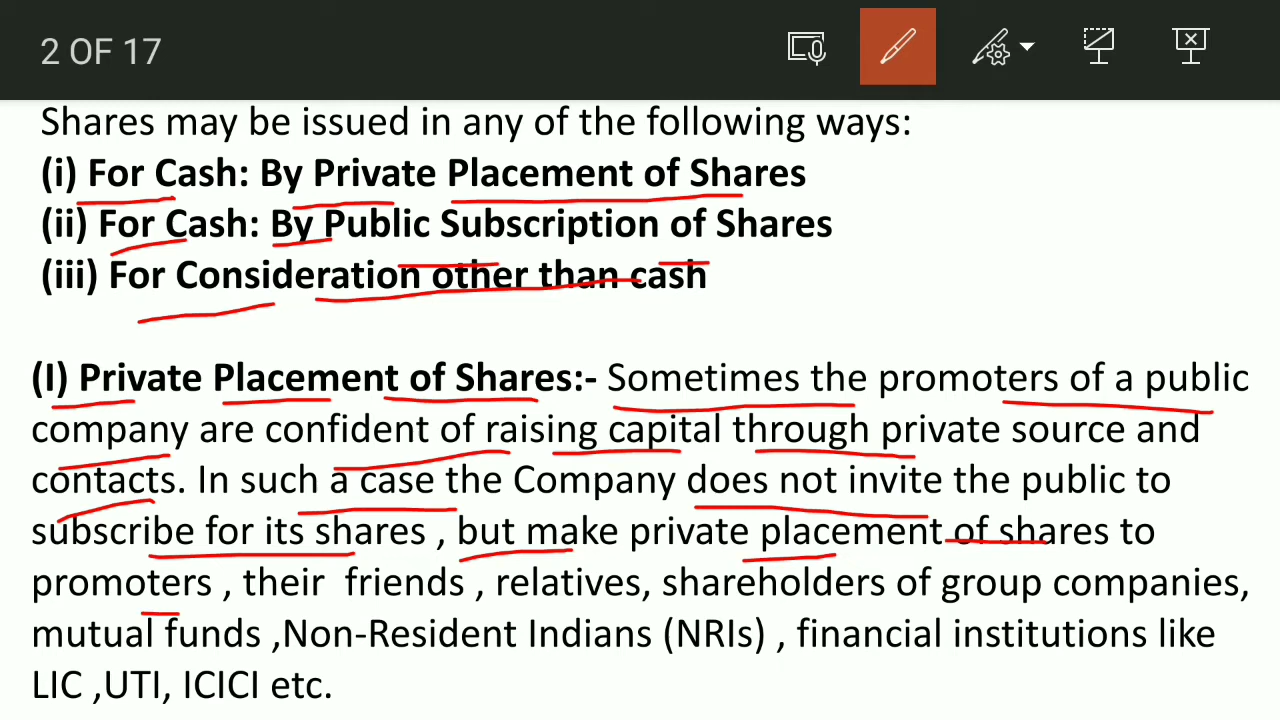 2 OF 17
Shares may be issued in any of the following ways:
(i) For Cash: By Private Placement of Shares
(ii) For Cash: By Public Subscription of Shares
(iii) For Consideration other than cash
(I) Private Placement of Shares:- Sometimes the promoters of a public
company are confident of raising capital through private source and
contacts. In such a case the Company does not invite the public to
subscribe for its shares , but make private placement of shares to
promoters , their friends , relatives, shareholders of group companies,
mutual funds ,Non-Resident Indians (NRIs) , financial institutions like
LIC ,UTI, ICICI etc.